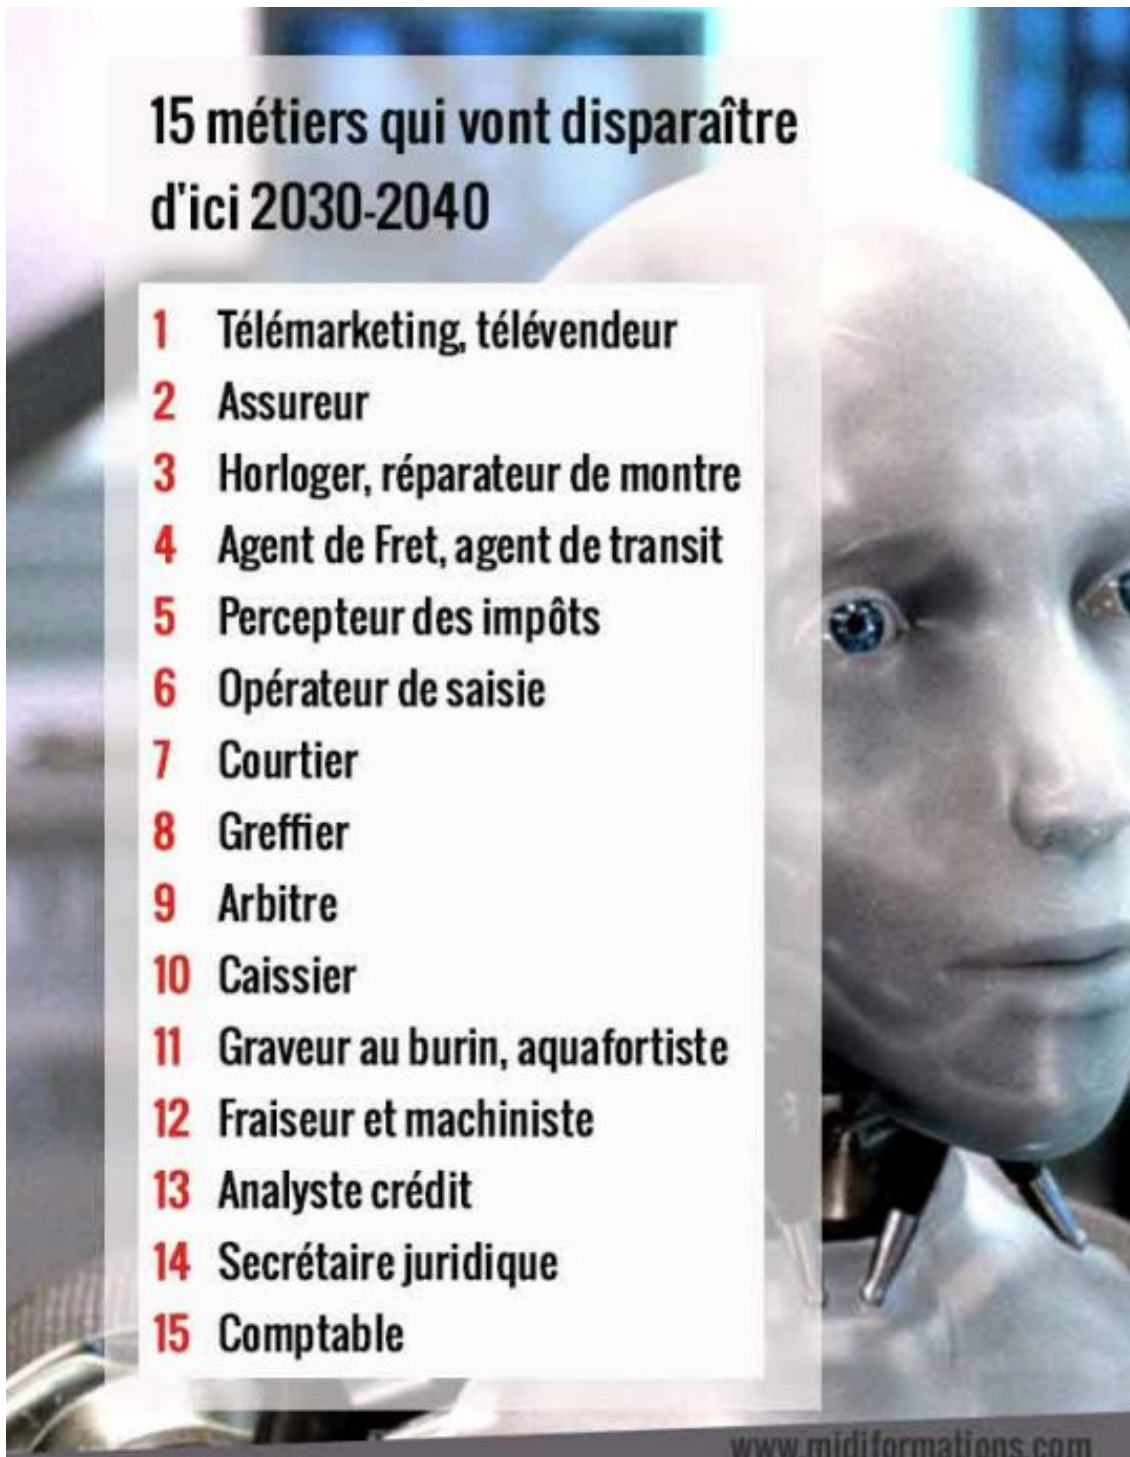 15 métiers qui vont disparaître
d'ici 2030-2040
1 Télémarketing, télévendeur
2 Assureur
3 Horloger, réparateur de montre
4 Agent de Fret, agent de transit
5 Percepteur des impôts
6 Opérateur de saisie
7 Courtier
8 Greffier
9 Arbitre
10 Caissier
11 Graveur au burin, aquafortiste
12 Fraiseur et machiniste
13 Analyste crédit
14 Secrétaire juridique
15 Comptable
www.midiformations.com